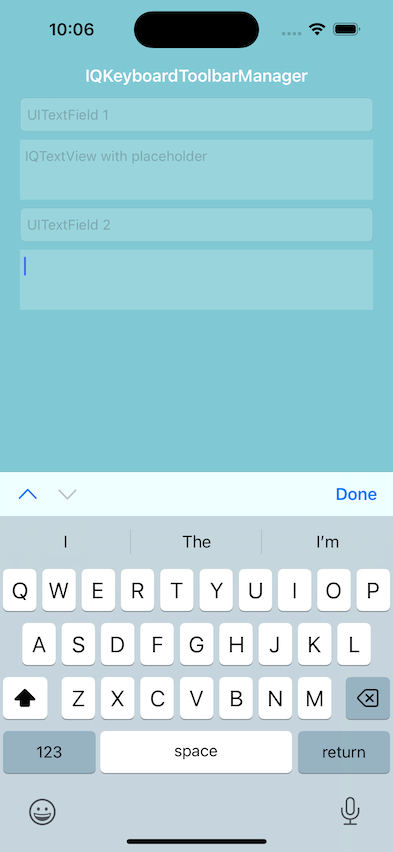 10:06
IQKeyboardToolbarManager
UITextField 1
IQTextView with placeholder
UITextField 2
Done
I The I'm
Q W E R T Y U I O P
A S D F G H J K L
Z X C V B N M
123 space return